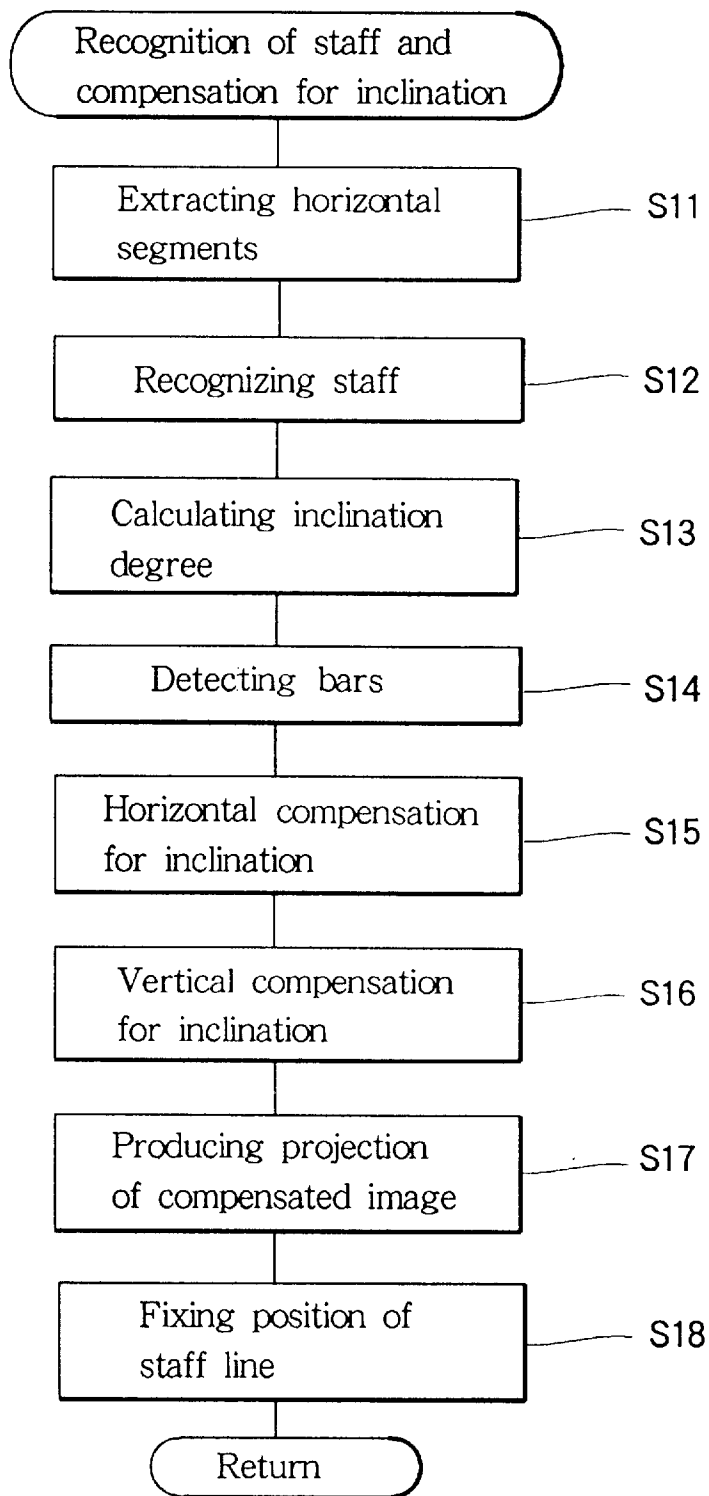 Recognition of staff and
compensation for inclination
Extracting horizontal
segments
S11
Recognizing staff
S12
Calculating inclination
degree
S13
Detecting bars
S14
Horizontal compensation
for inclination
S15
Vertical compensation
for inclination
S16
Producing projection
of compensated image
S17
Fixing position of
staff line
S18
Return